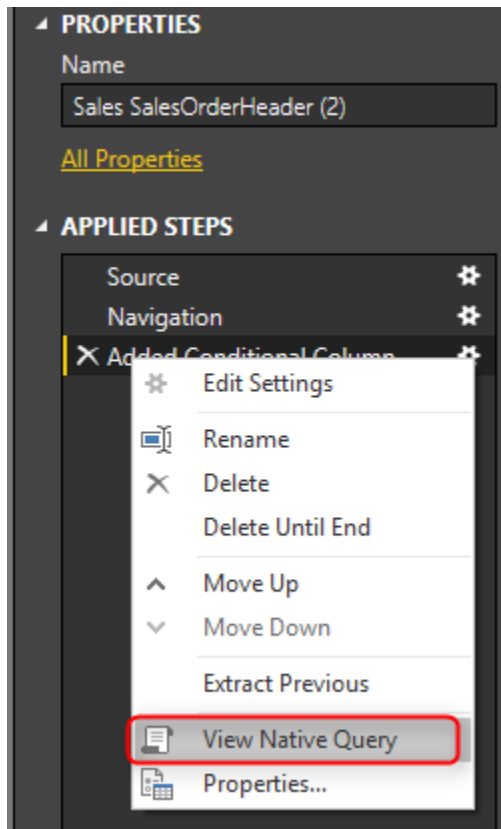 PROPERTIES
Name
Sales SalesOrderHeader (2)
All Properties
APPLIED STEPS
Source
Navigation
Added Conditional Column
Edit Settings
Rename
Delete
Delete Until End
Move Up
Move Down
Extract Previous
View Native Query
Properties...